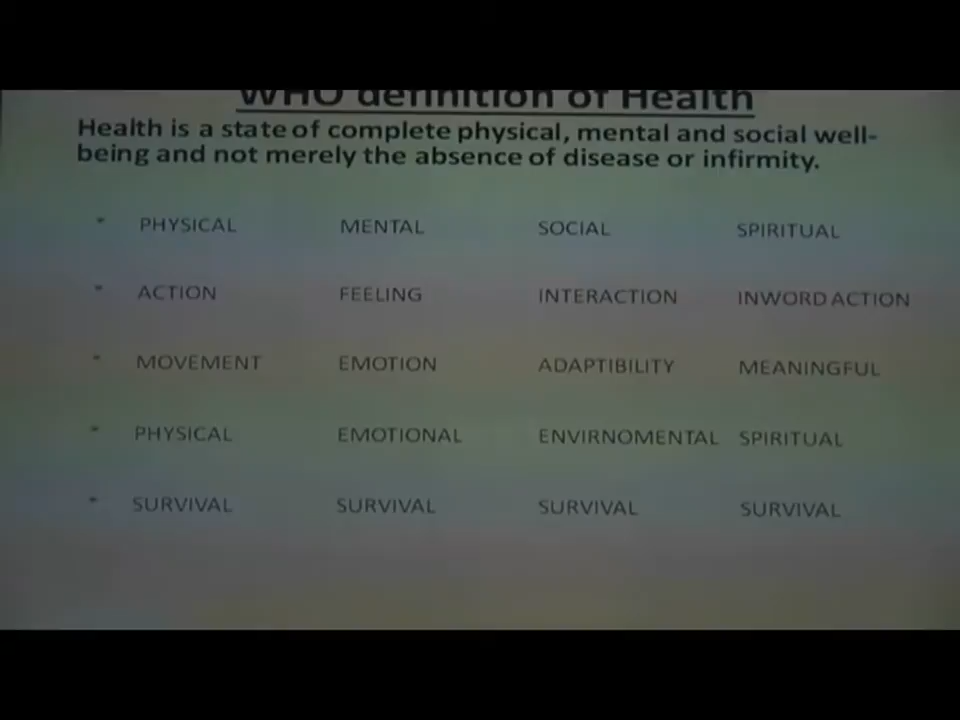 WHO definition of Health
Health is a state of complete physical, mental and social well-
being and not merely the absence of disease or infirmity.
* PHYSICAL MENTAL SOCIAL SPIRITUAL
* ACTION FEELING INTERACTION INWORD ACTION
* MOVEMENT EMOTION ADAPTIBILITY MEANINGFUL
* PHYSICAL EMOTIONAL ENVIRNOMENTAL SPIRITUAL
* SURVIVAL SURVIVAL SURVIVAL SURVIVAL